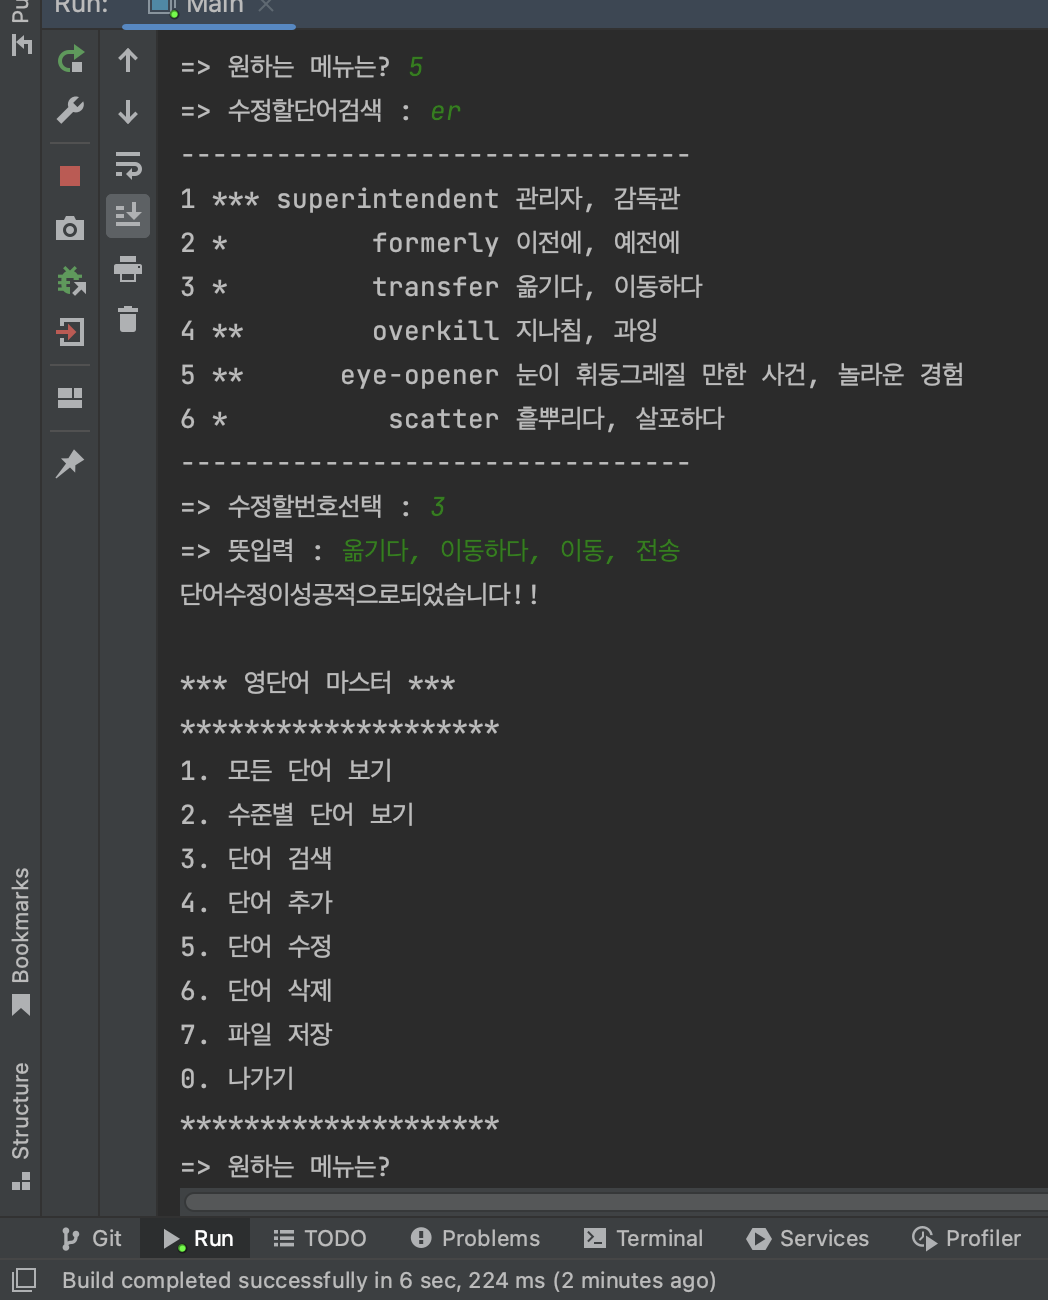 Run: Main
=> 원하는 메뉴는? 5
=> 수정할단어검색 : er
--------------------------------
1 *** superintendent 관리자, 감독관
2 *         formerly 이전에, 예전에
3 *         transfer 옮기다, 이동하다
4 **        overkill 지나침, 과잉
5 **      eye-opener 눈이 휘둥그레질 만한 사건, 놀라운 경험
6 *          scatter 흩뿌리다, 살포하다
--------------------------------
=> 수정할번호선택 : 3
=> 뜻입력 : 옮기다, 이동하다, 이동, 전송
단어수정이성공적으로되었습니다!!
*** 영단어 마스터 ***
********************
1. 모든 단어 보기
2. 수준별 단어 보기
3. 단어 검색
4. 단어 추가
5. 단어 수정
6. 단어 삭제
7. 파일 저장
0. 나가기
********************
=> 원하는 메뉴는?
Bookmarks
Structure
Git Run TODO Problems Terminal Services Profiler
Build completed successfully in 6 sec, 224 ms (2 minutes ago)